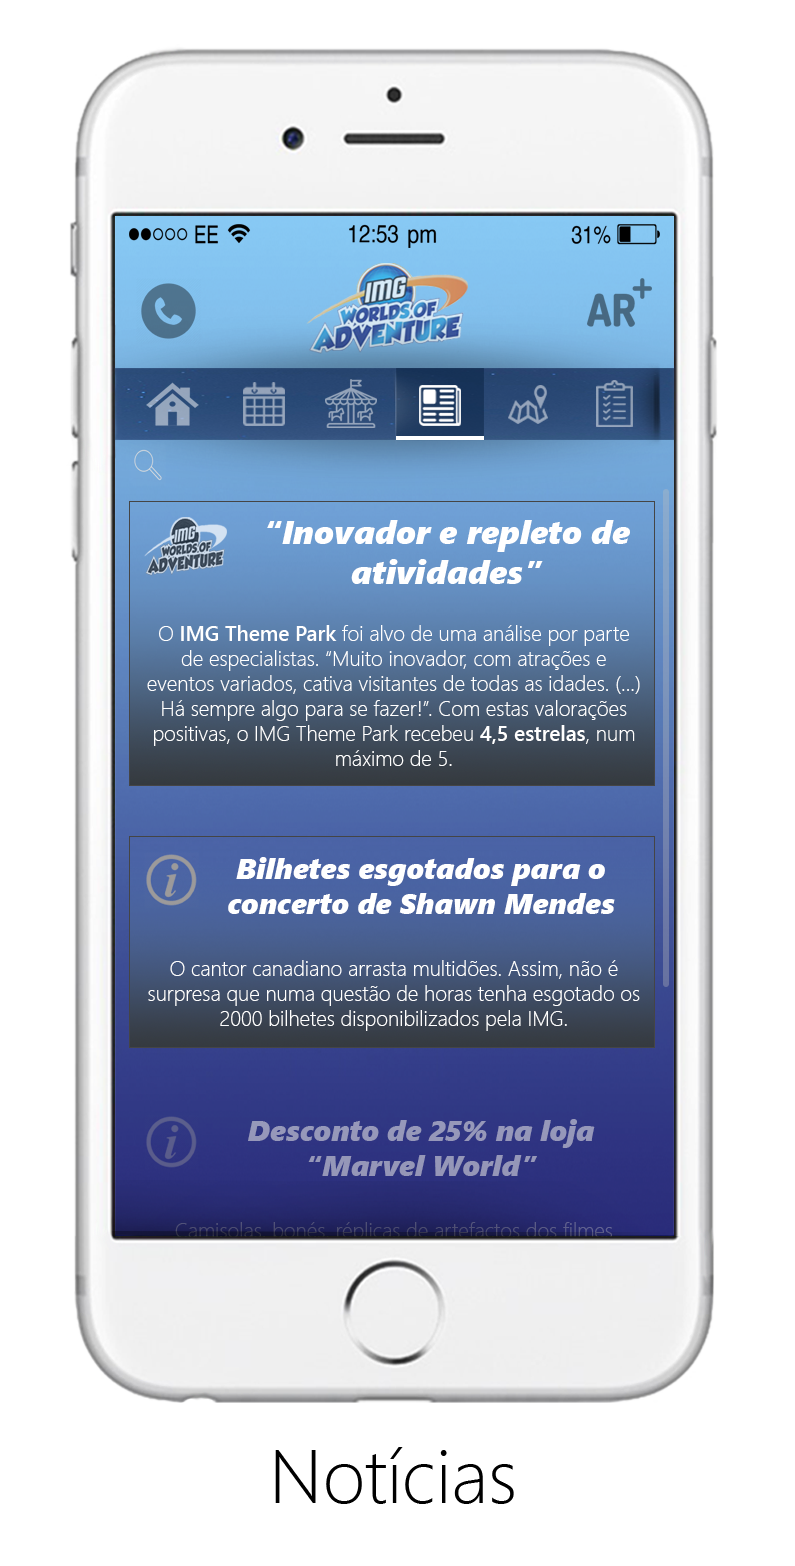 EE
12:53 pm
31%
IMG
WORLDS OF
ADVENTURE
AR+
IMG
WORLDS OF
ADVENTURE
“Inovador e repleto de
atividades”
O IMG Theme Park foi alvo de uma análise por parte
de especialistas. “Muito inovador, com atrações e
eventos variados, cativa visitantes de todas as idades. (...)
Há sempre algo para se fazer!”. Com estas valorações
positivas, o IMG Theme Park recebeu 4,5 estrelas, num
máximo de 5.
i
Bilhetes esgotados para o
concerto de Shawn Mendes
O cantor canadiano arrasta multidões. Assim, não é
surpresa que numa questão de horas tenha esgotado os
2000 bilhetes disponibilizados pela IMG.
i
Desconto de 25% na loja
“Marvel World”
Camisolas, bonés, réplicas de artefactos dos filmes
Notícias